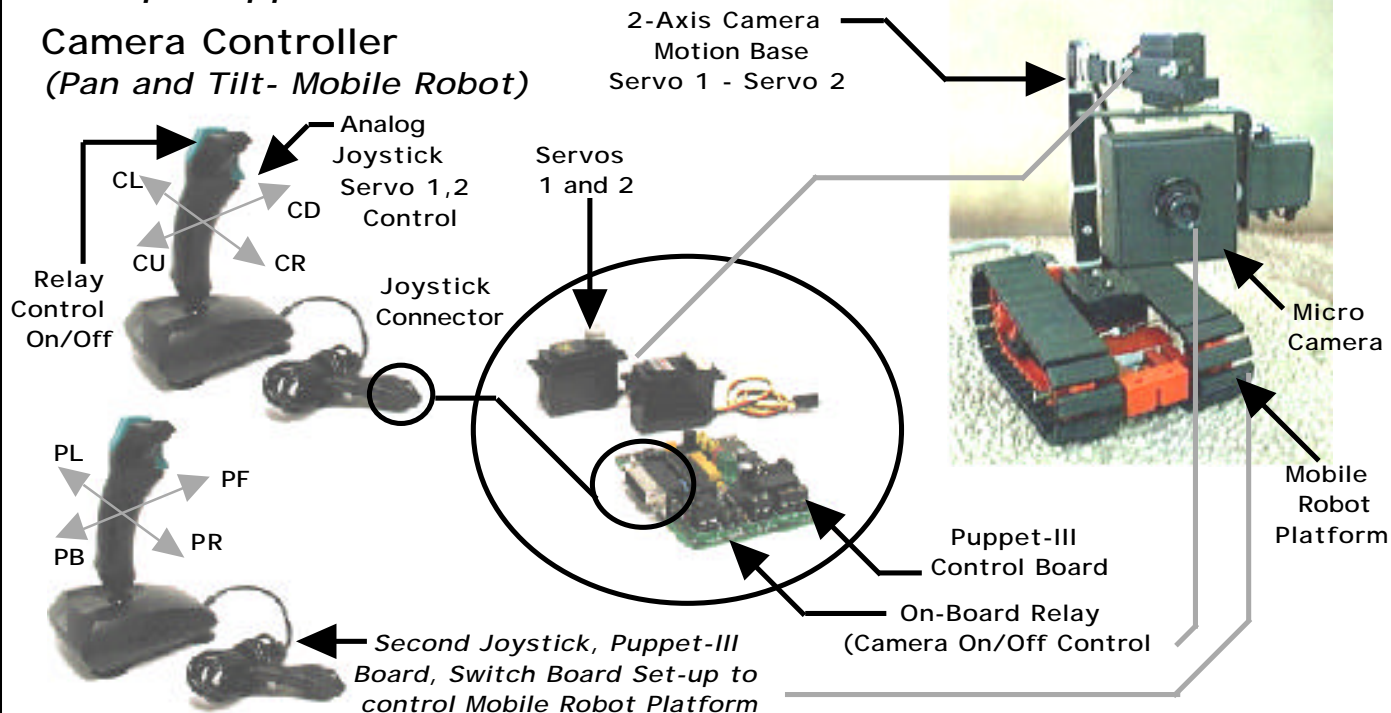 Camera Controller
(Pan and Tilt- Mobile Robot)
2-Axis Camera
Motion Base
Servo 1 - Servo 2
Analog
Joystick
Servo 1,2
Control
Servos
1 and 2
CL
CD
CU
CR
Relay
Control
On/Off
Joystick
Connector
Micro
Camera
PL
PF
PB
PR
Mobile
Robot
Platform
Puppet-III
Control Board
On-Board Relay
(Camera On/Off Control
Second Joystick, Puppet-III
Board, Switch Board Set-up to
control Mobile Robot Platform